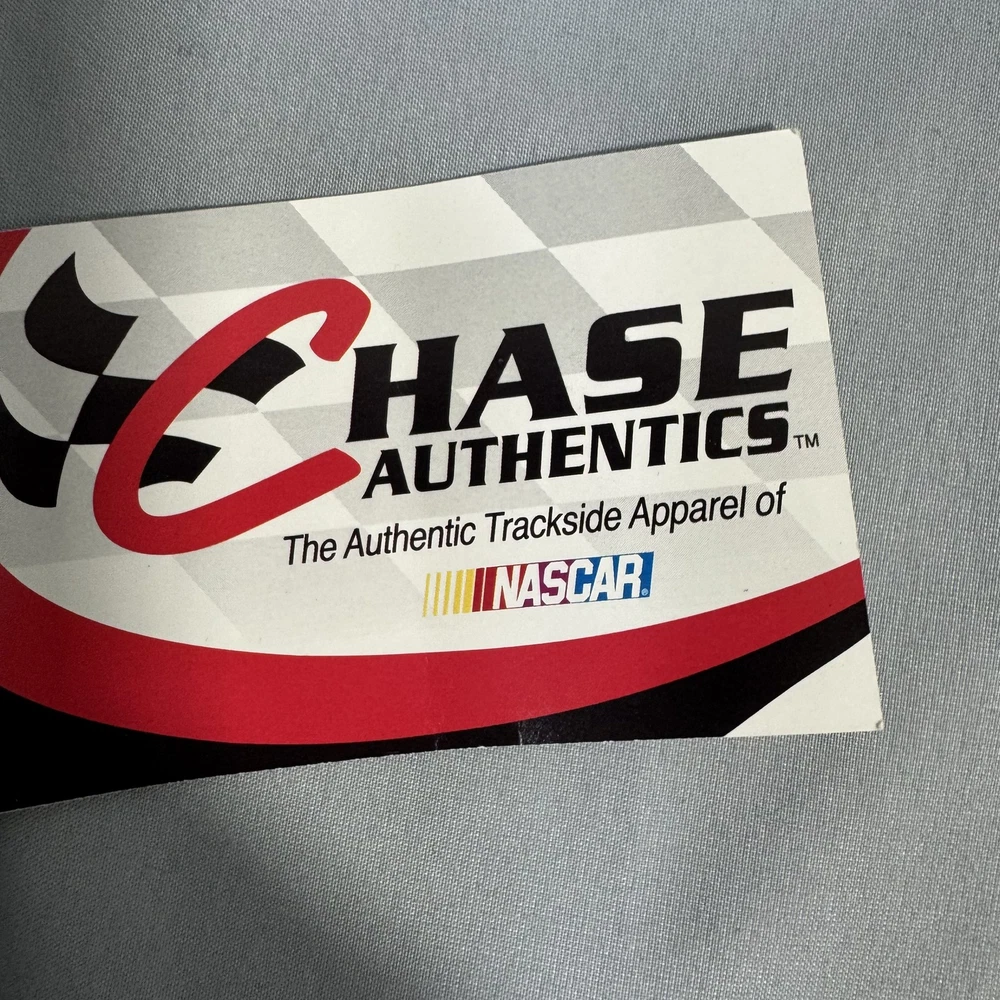 CHASE
AUTHENTICS™
The Authentic Trackside Apparel of
NASCAR®